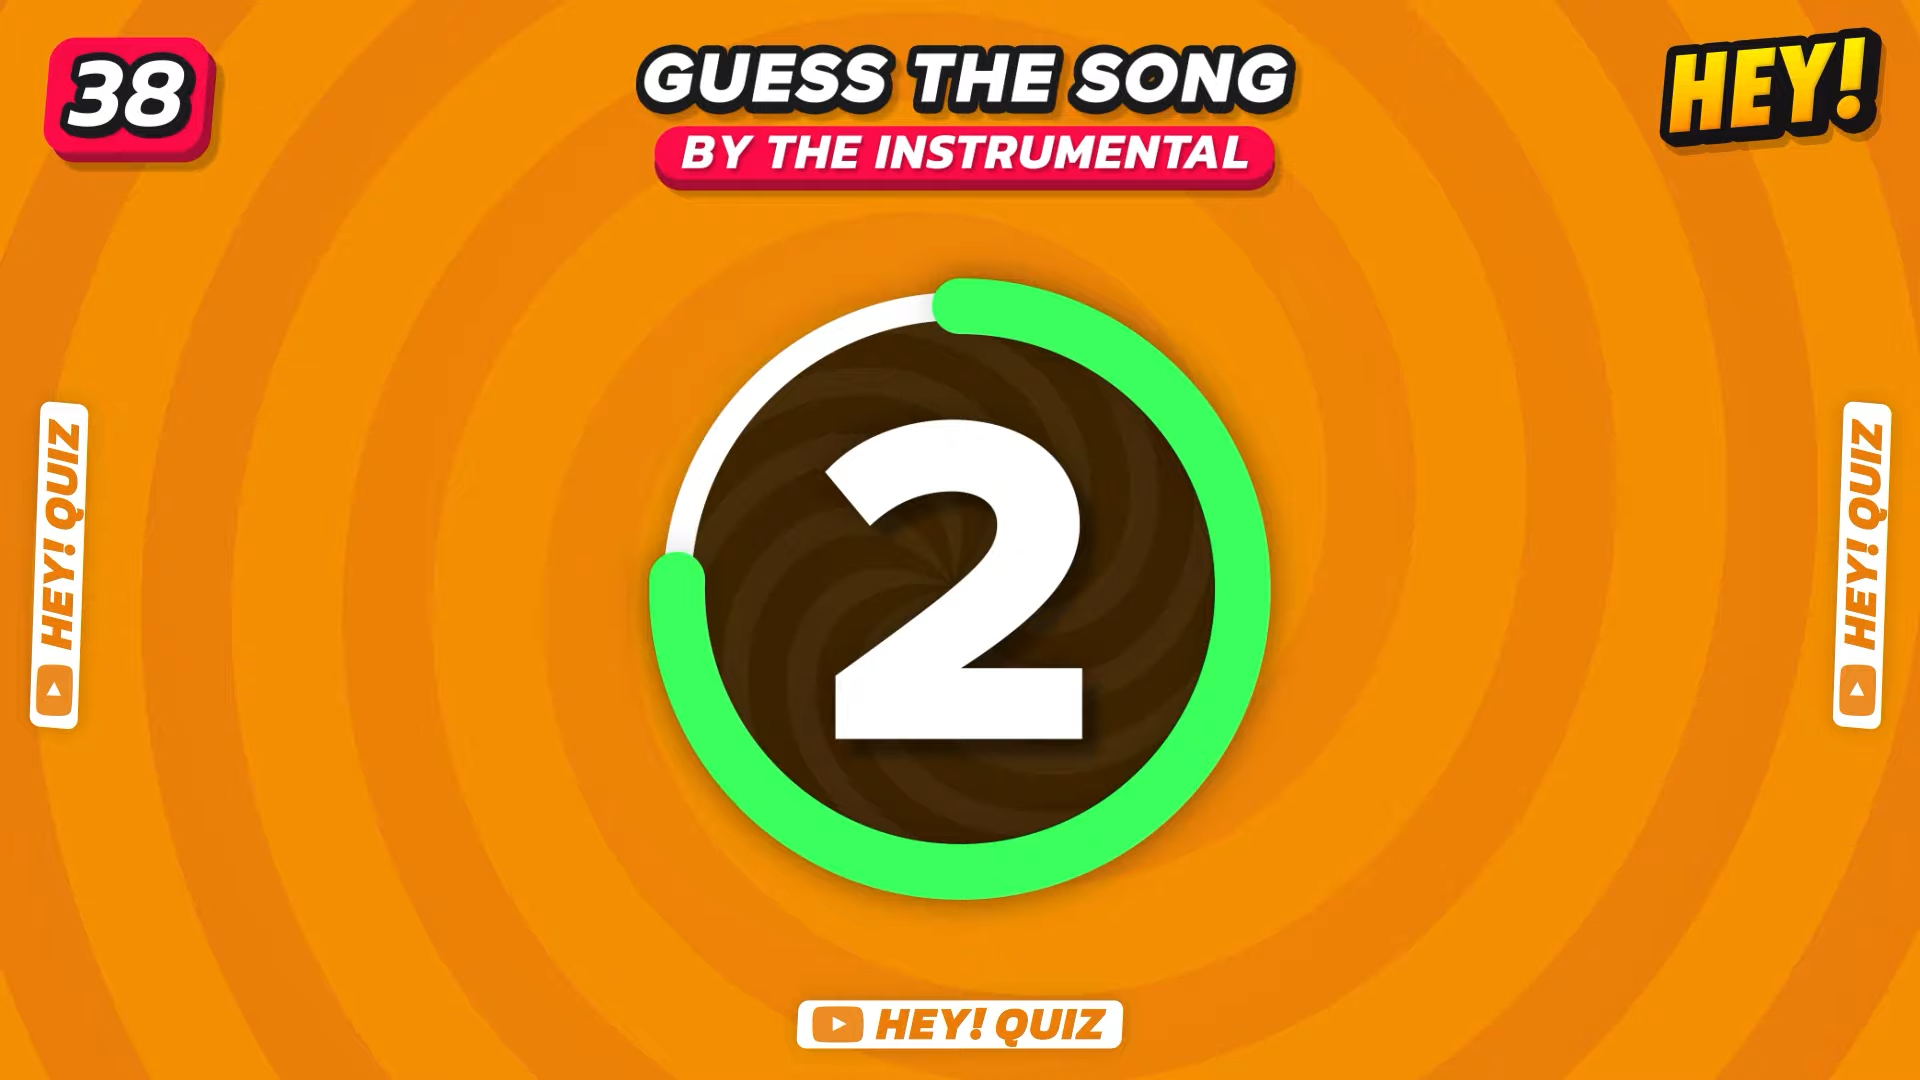 38
GUESS THE SONG
BY THE INSTRUMENTAL
HEY!
HEY! QUIZ
2
HEY! QUIZ
HEY! QUIZ